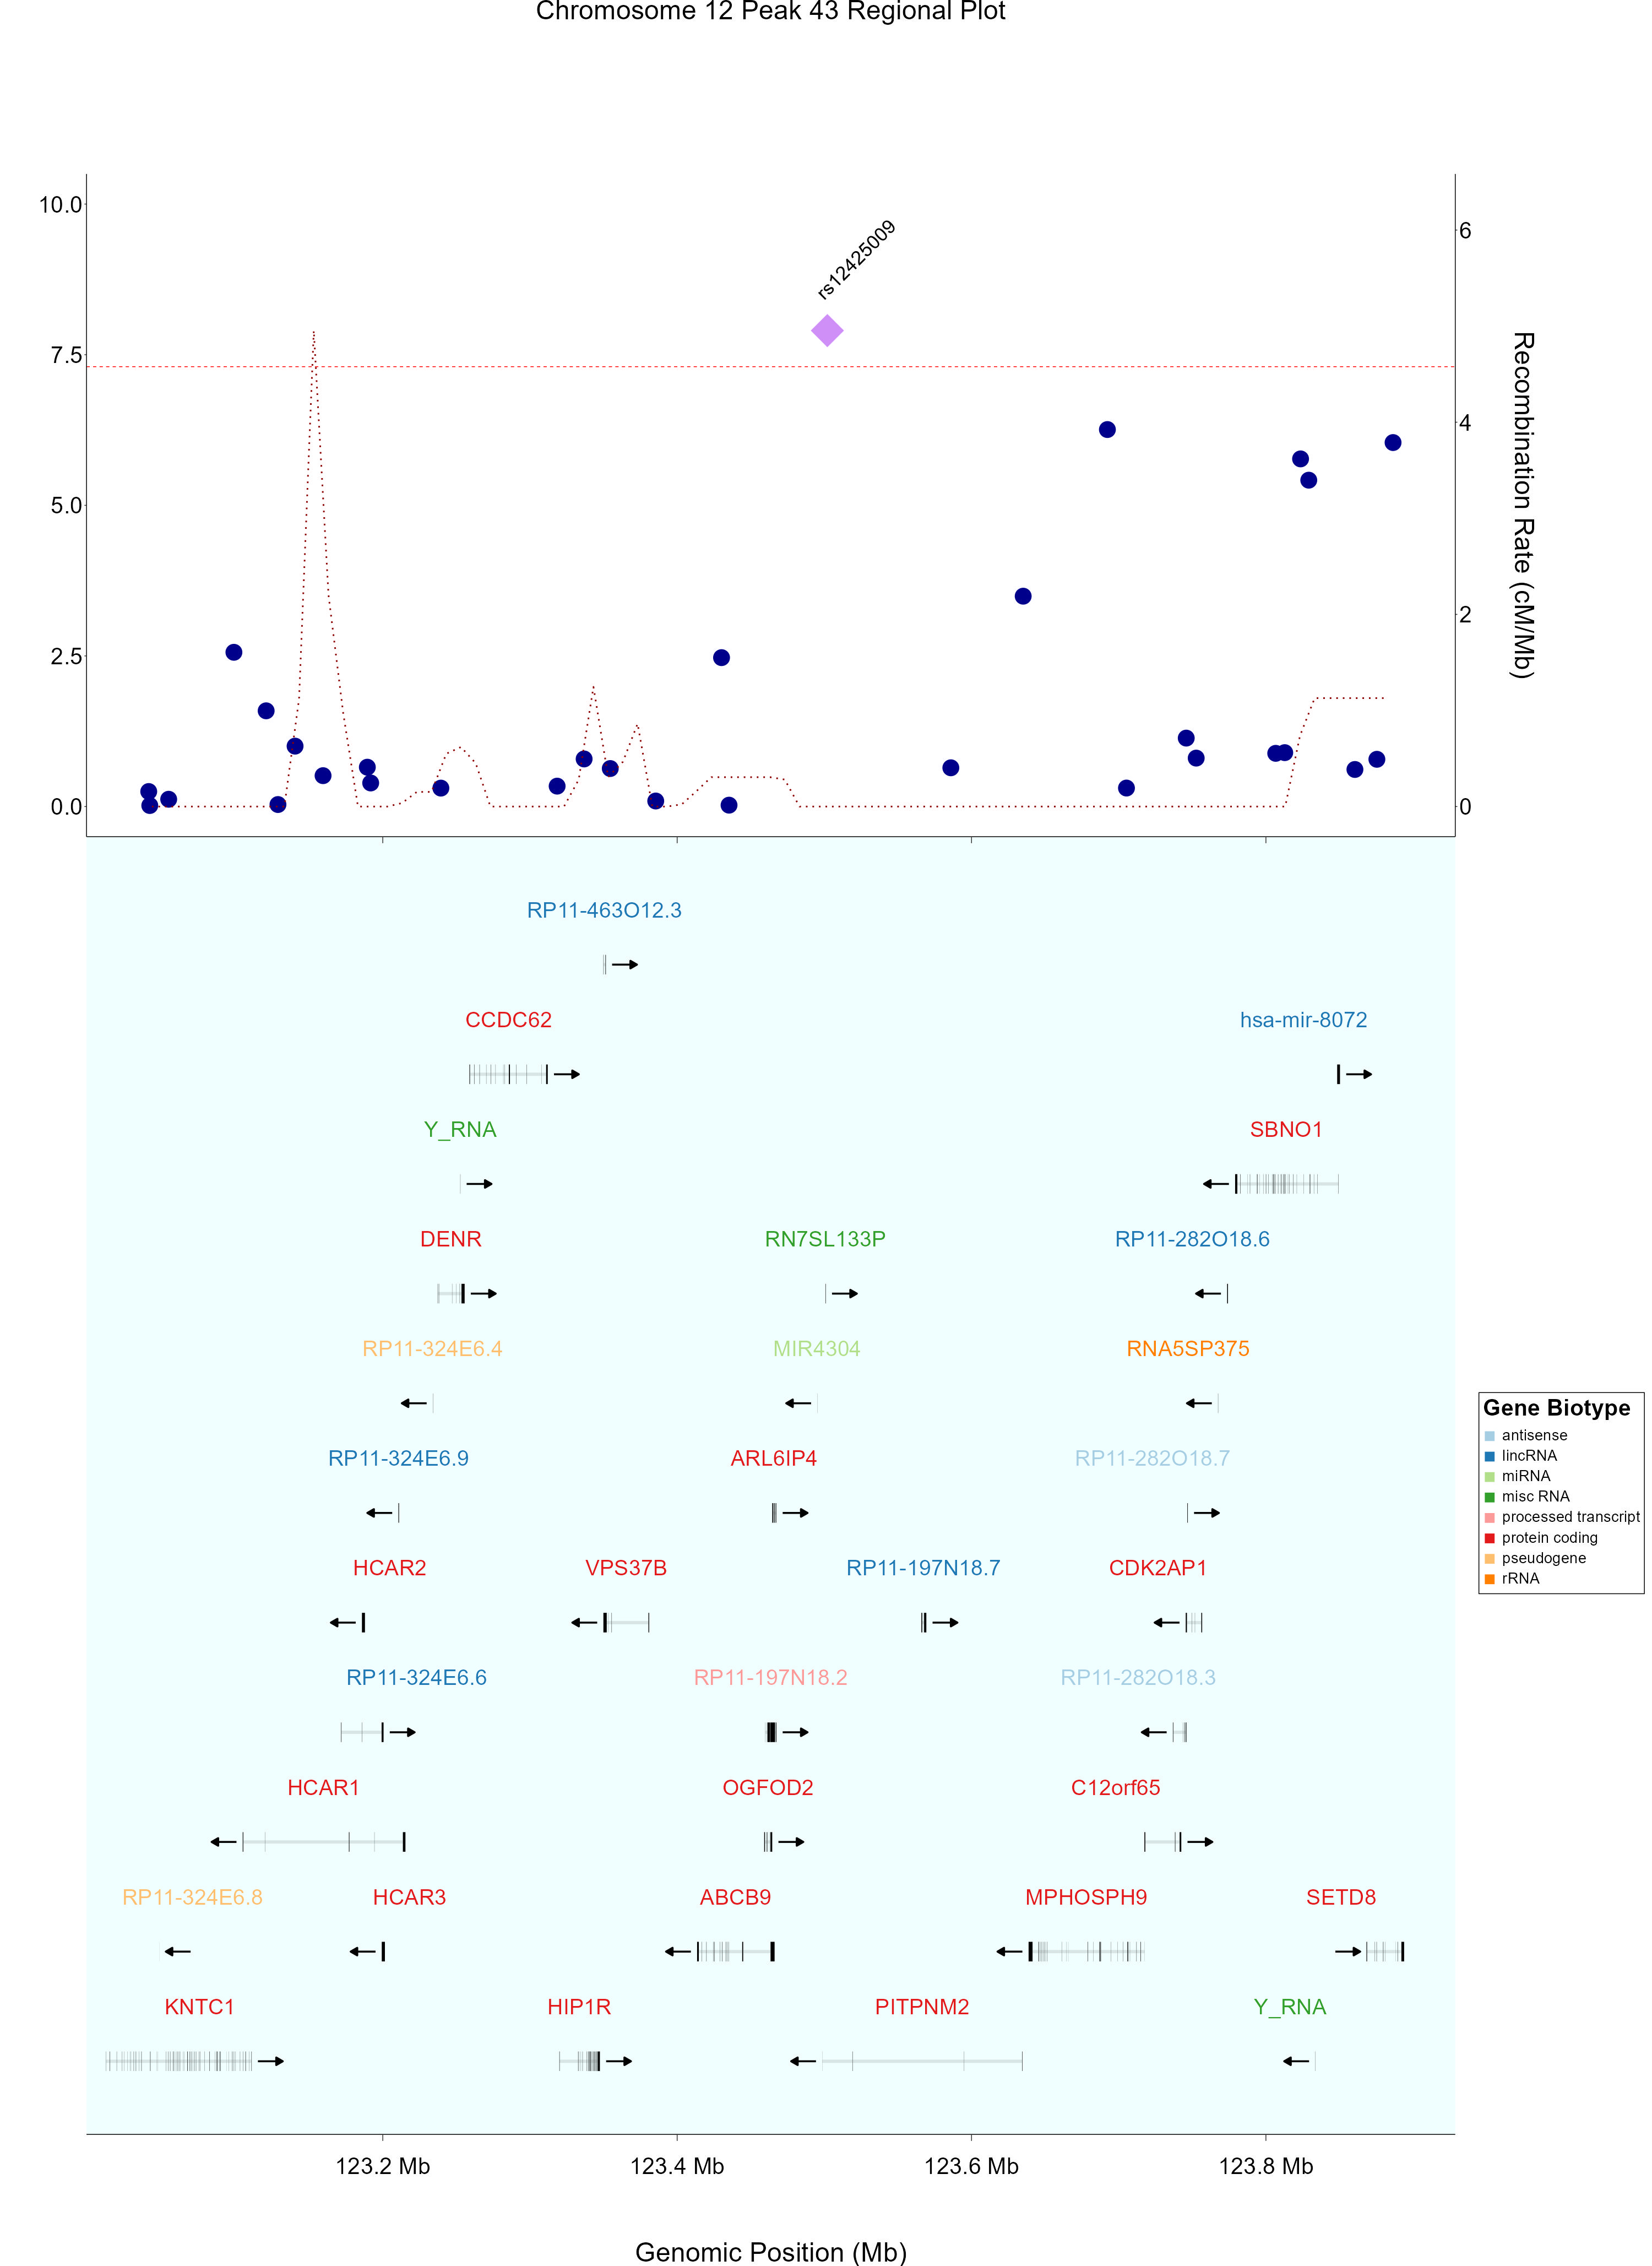 Chromosome 12 Peak 43 Regional Plot
10.0
7.5
5.0
2.5
0.0
rs12425009
6
4
2
0
Recombination Rate (cM/Mb)
RP11-463O12.3
CCDC62
hsa-mir-8072
Y_RNA
SBNO1
DENR
RN7SL133P
RP11-282O18.6
RP11-324E6.4
MIR4304
RNA5SP375
RP11-324E6.9
ARL6IP4
RP11-282O18.7
HCAR2
VPS37B
RP11-197N18.7
CDK2AP1
RP11-324E6.6
RP11-197N18.2
RP11-282O18.3
HCAR1
OGFOD2
C12orf65
RP11-324E6.8
HCAR3
ABCB9
MPHOSPH9
SETD8
KNTC1
HIP1R
PITPNM2
Y_RNA
Gene Biotype
antisense
lincRNA
miRNA
misc RNA
processed transcript
protein coding
pseudogene
rRNA
123.2 Mb
123.4 Mb
123.6 Mb
123.8 Mb
Genomic Position (Mb)